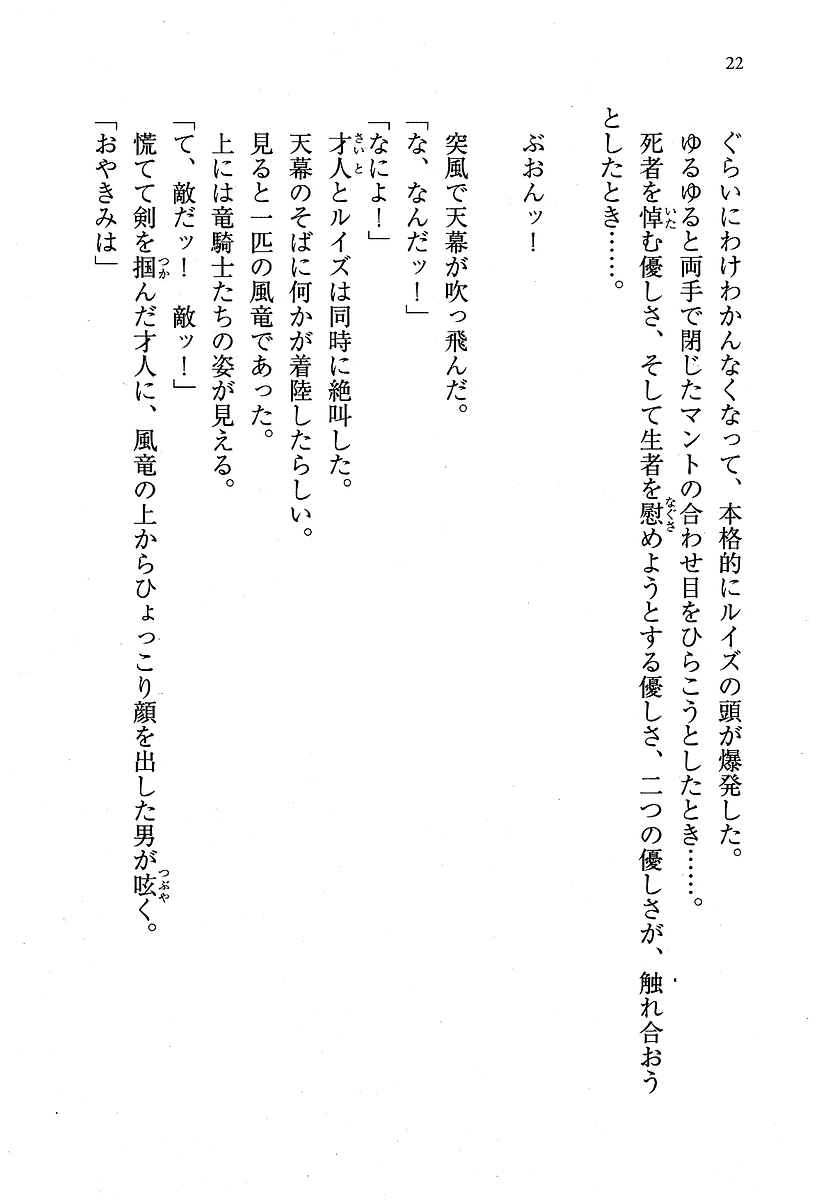 22
ぐらいにわけわかんなくなって、本格的にルイズの頭が爆発した。
ゆるゆると両手で閉じたマントの合わせ目をひらこうとしたとき……。
死者を悼む優しさ、そして生者を慰めようとする優しさ、二つの優しさが、触れ合おう
としたとき……。
ぶおんッ！
突風で天幕が吹っ飛んだ。
「な、なんだッ！」
「なによ！」
才人とルイズは同時に絶叫した。
天幕のそばに何かが着陸したらしい。
見ると一匹の風竜であった。
上には竜騎士たちの姿が見える。
「て、敵だッ！　敵ッ！」
慌てて剣を掴んだ才人に、風竜の上からひょっこり顔を出した男が呟く。
「おやきみは」